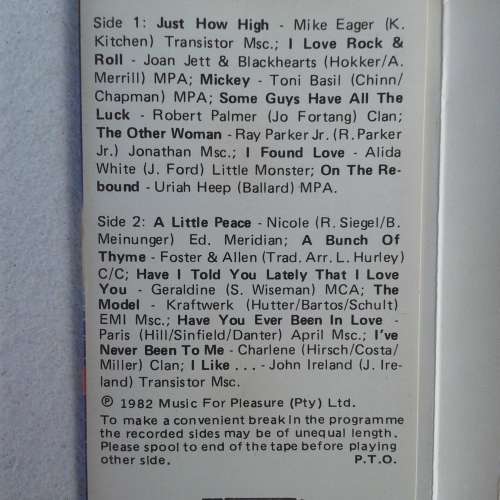 Side 1: Just How High - Mike Eager (K.
Kitchen) Transistor Msc.; I Love Rock &
Roll - Joan Jett & Blackhearts (Hokker/A.
Merrill) MPA; Mickey - Toni Basil (Chinn/
Chapman) MPA; Some Guys Have All The
Luck - Robert Palmer (Jo Fortang) Clan;
The Other Woman - Ray Parker Jr. (R. Parker
Jr.) Jonathan Msc.; I Found Love - Alida
White (J. Ford) Little Monster; On The Re-
bound - Uriah Heep (Ballard) MPA.
Side 2: A Little Peace - Nicole (R. Siegel/B.
Meinunger) Ed. Meridian; A Bunch Of
Thyme - Foster & Allen (Trad. Arr. L. Hurley)
C/C; Have I Told You Lately That I Love
You - Geraldine (S. Wiseman) MCA; The
Model - Kraftwerk (Hutter/Bartos/Schult)
EMI Msc.; Have You Ever Been In Love -
Paris (Hill/Sinfield/Danter) April Msc.; I've
Never Been To Me - Charlene (Hirsch/Costa/
Miller) Clan; I Like . . . - John Ireland (J. Ire-
land) Transistor Msc.
℗ 1982 Music For Pleasure (Pty) Ltd.
To make a convenient break in the programme
the recorded sides may be of unequal length.
Please spool to end of the tape before playing
other side. P.T.O.